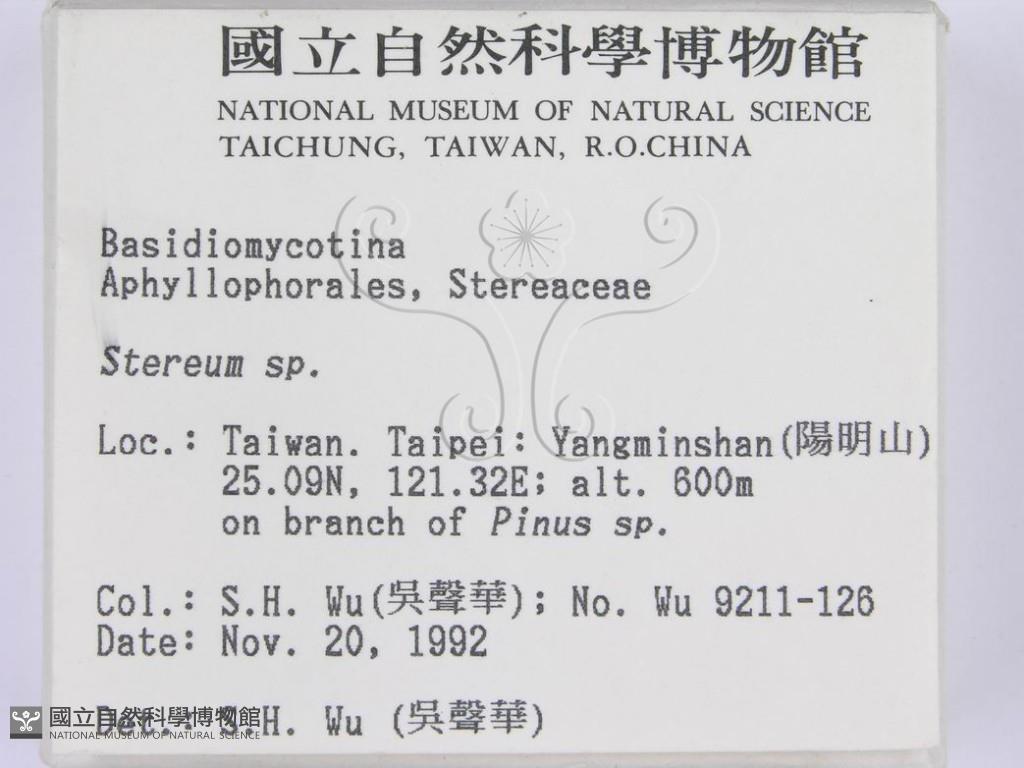 國立自然科學博物館
NATIONAL MUSEUM OF NATURAL SCIENCE
TAICHUNG, TAIWAN, R.O.CHINA
Basidiomycotina
Aphyllophorales, Stereaceae
Stereum sp.
Loc.: Taiwan. Taipei: Yangminshan(陽明山)
25.09N, 121.32E; alt. 600m
on branch of Pinus sp.
Col.: S.H. Wu(吳聲華); No. Wu 9211-126
Date: Nov. 20, 1992
Det.: S.H. Wu (吳聲華)
國立自然科學博物館
NATIONAL MUSEUM OF NATURAL SCIENCE